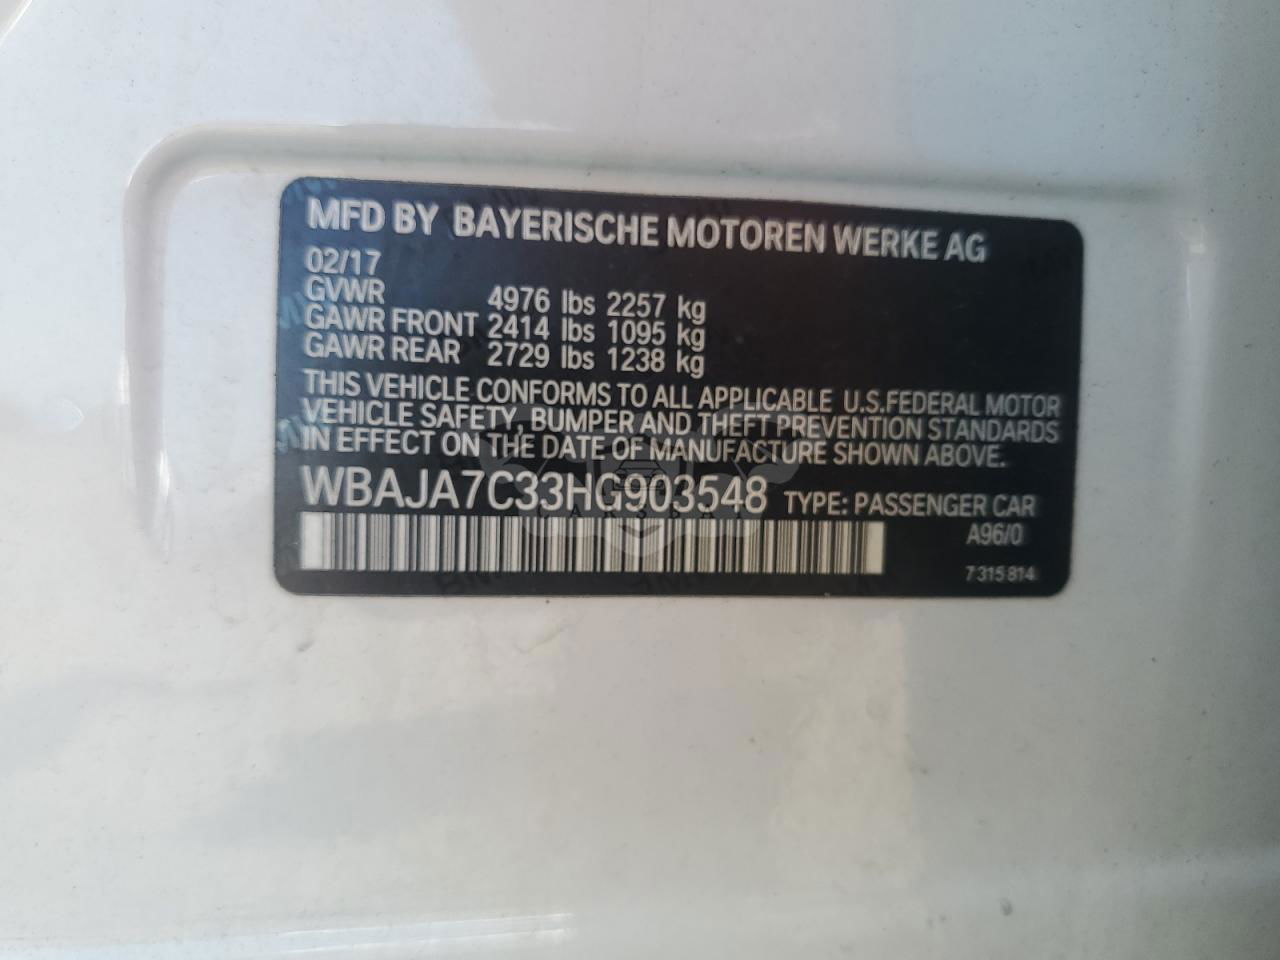 MFD BY BAYERISCHE MOTOREN WERKE AG
02/17
GVWR 4976 lbs 2257 kg
GAWR FRONT 2414 lbs 1095 kg
GAWR REAR 2729 lbs 1238 kg
THIS VEHICLE CONFORMS TO ALL APPLICABLE U.S.FEDERAL MOTOR
VEHICLE SAFETY, BUMPER AND THEFT PREVENTION STANDARDS
IN EFFECT ON THE DATE OF MANUFACTURE SHOWN ABOVE.
WBAJA7C33HG903548 TYPE: PASSENGER CAR
A96/0
7 315 814